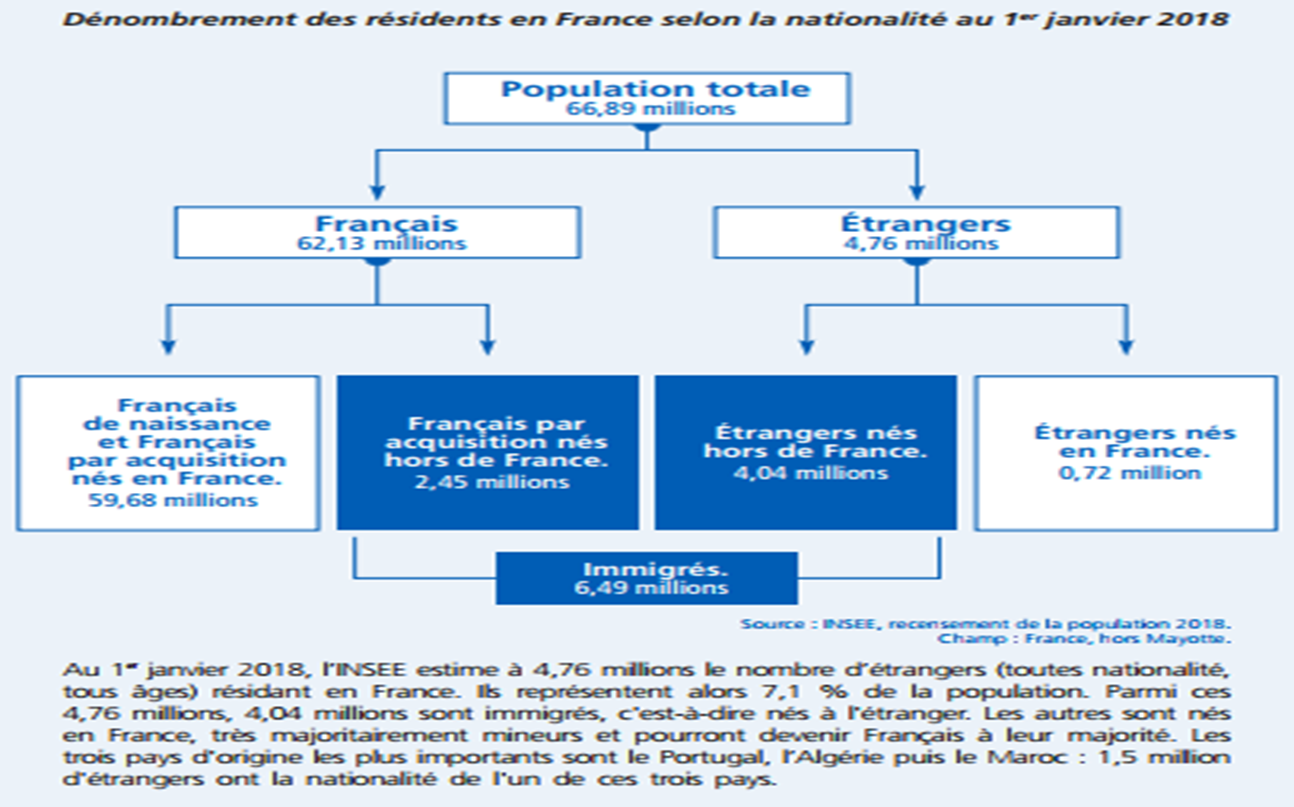 Dénombrement des résidents en France selon la nationalité au 1er janvier 2018
Population totale
66,89 millions
Français
62,13 millions
Étrangers
4,76 millions
Français
de naissance
et Français
par acquisition
nés en France.
59,68 millions
Français par
acquisition nés
hors de France.
2,45 millions
Étrangers nés
hors de France.
4,04 millions
Étrangers nés
en France.
0,72 million
Immigrés.
6,49 millions
Source : INSEE, recensement de la population 2018.
Champ : France, hors Mayotte.
Au 1er janvier 2018, l'INSEE estime à 4,76 millions le nombre d'étrangers (toutes nationalité,
tous âges) résidant en France. Ils représentent alors 7,1 % de la population. Parmi ces
4,76 millions, 4,04 millions sont immigrés, c'est-à-dire nés à l'étranger. Les autres sont nés
en France, très majoritairement mineurs et pourront devenir Français à leur majorité. Les
trois pays d'origine les plus importants sont le Portugal, l'Algérie puis le Maroc : 1,5 million
d'étrangers ont la nationalité de l'un de ces trois pays.